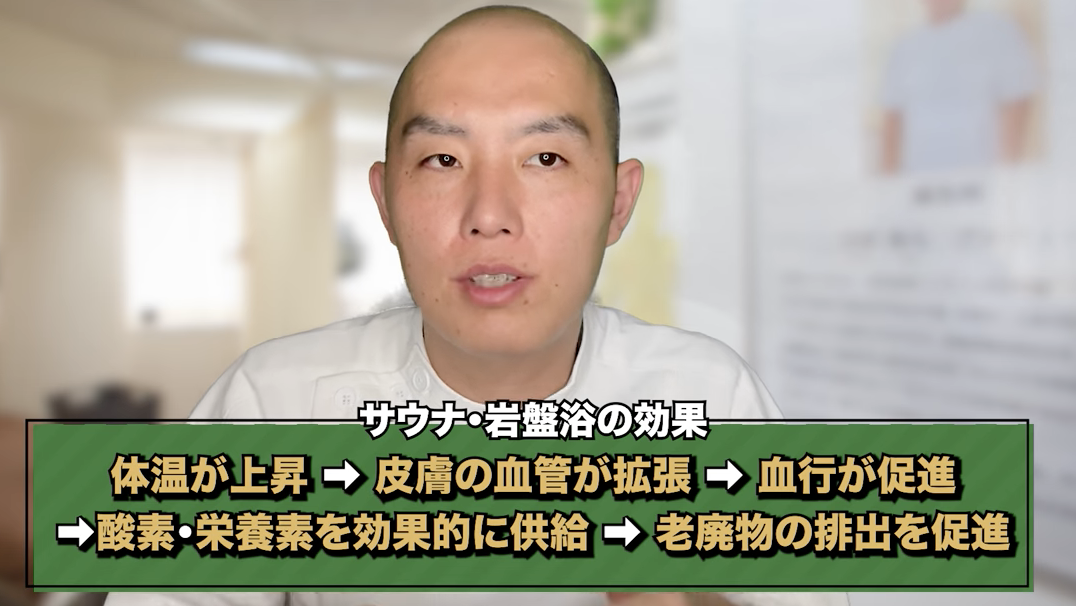 サウナ・岩盤浴の効果
体温が上昇 ➡ 皮膚の血管が拡張 ➡ 血行が促進
➡酸素・栄養素を効果的に供給 ➡ 老廃物の排出を促進